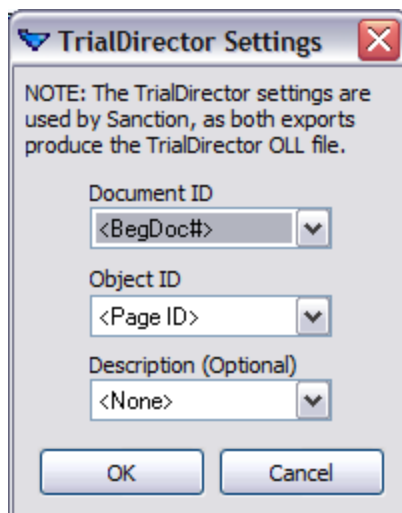 TrialDirector Settings
NOTE: The TrialDirector settings are
used by Sanction, as both exports
produce the TrialDirector OLL file.
Document ID
<BegDoc#>
Object ID
<Page ID>
Description (Optional)
<None>
OK
Cancel